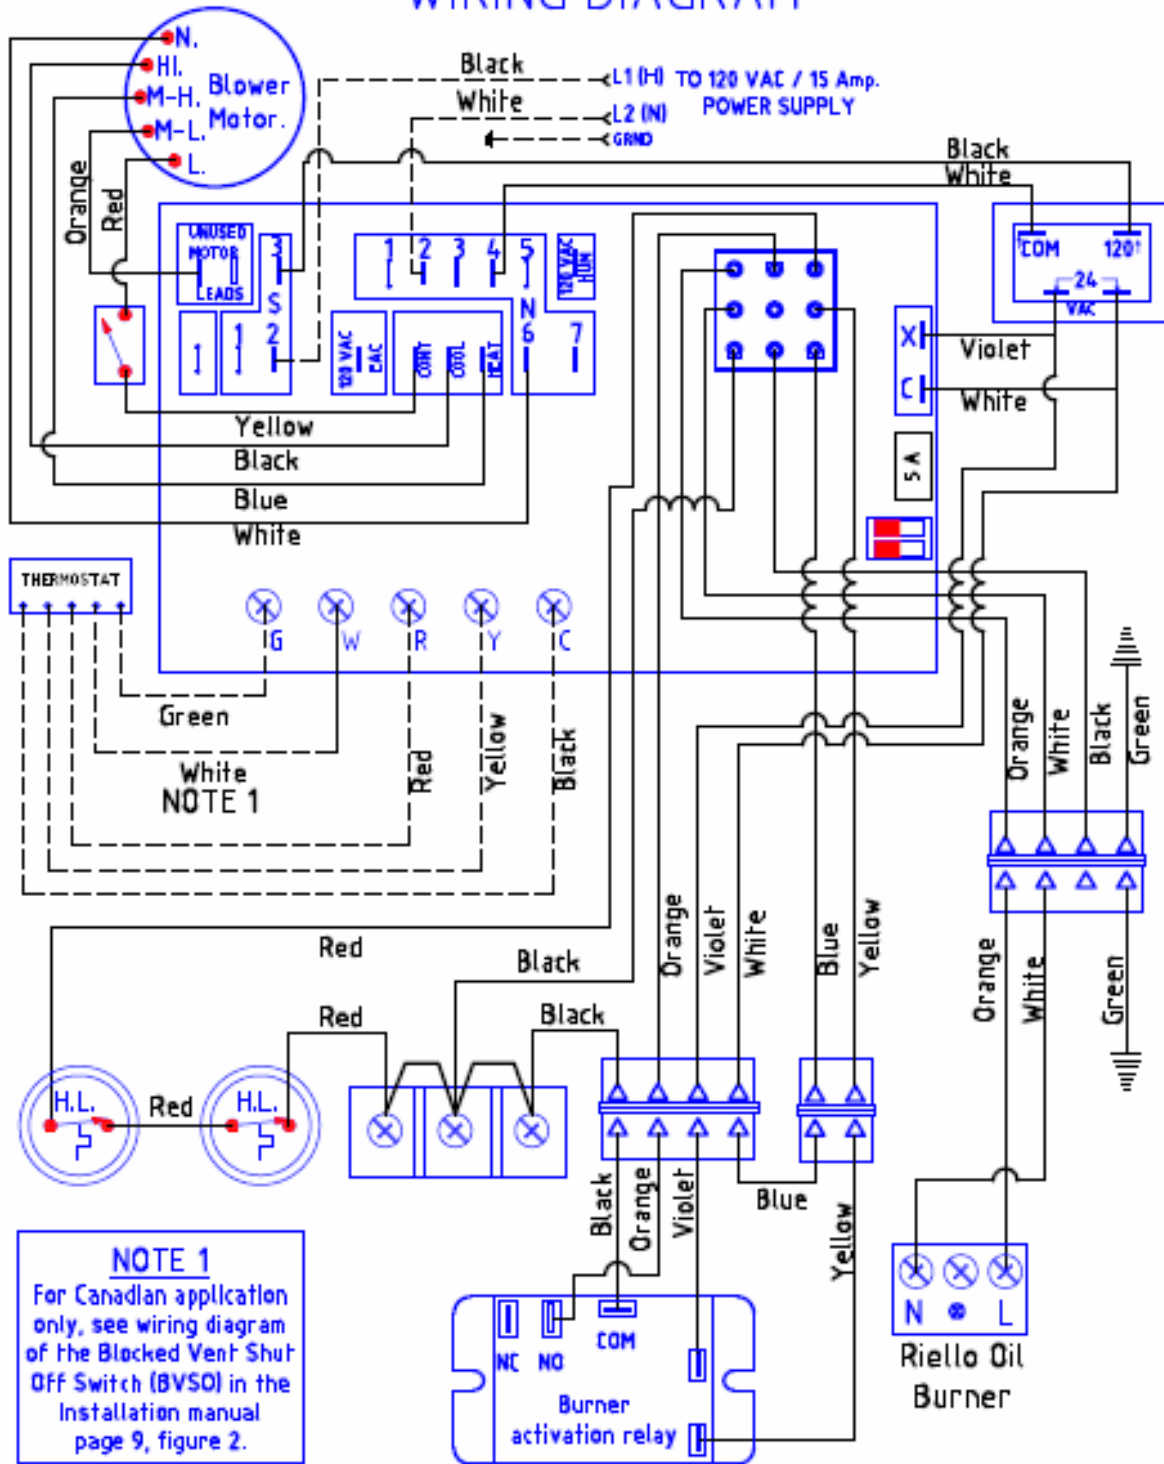 WIRING DIAGRAM
N.
HI.
M-H.
M-L.
L.
Blower
Motor.
Black
White
L1 (H)
L2 (N)
GRND
TO 120 VAC / 15 Amp.
POWER SUPPLY
Black
White
Orange
Red
UNUSED
MOTOR
LEADS
3
S
1
1
2
1
2
3
4
5
N
6
7
120 VAC
HUM
120 VAC
EAC
CONT
COOL
HEAT
COM
120
24
VAC
X
C
Violet
White
5 A
Yellow
Black
Blue
White
THERMOSTAT
G
W
R
Y
C
Green
White
NOTE 1
Red
Yellow
Black
Orange
White
Black
Green
Red
Black
Orange
Violet
White
Blue
Yellow
Orange
White
Green
Red
Black
H.L.
Red
H.L.
Black
Orange
Violet
Blue
Yellow
NOTE 1
For Canadian application
only, see wiring diagram
of the Blocked Vent Shut
Off Switch (BVSO) in the
Installation manual
page 9, figure 2.
NC
NO
COM
Burner
activation relay
N
L
Riello Oil
Burner